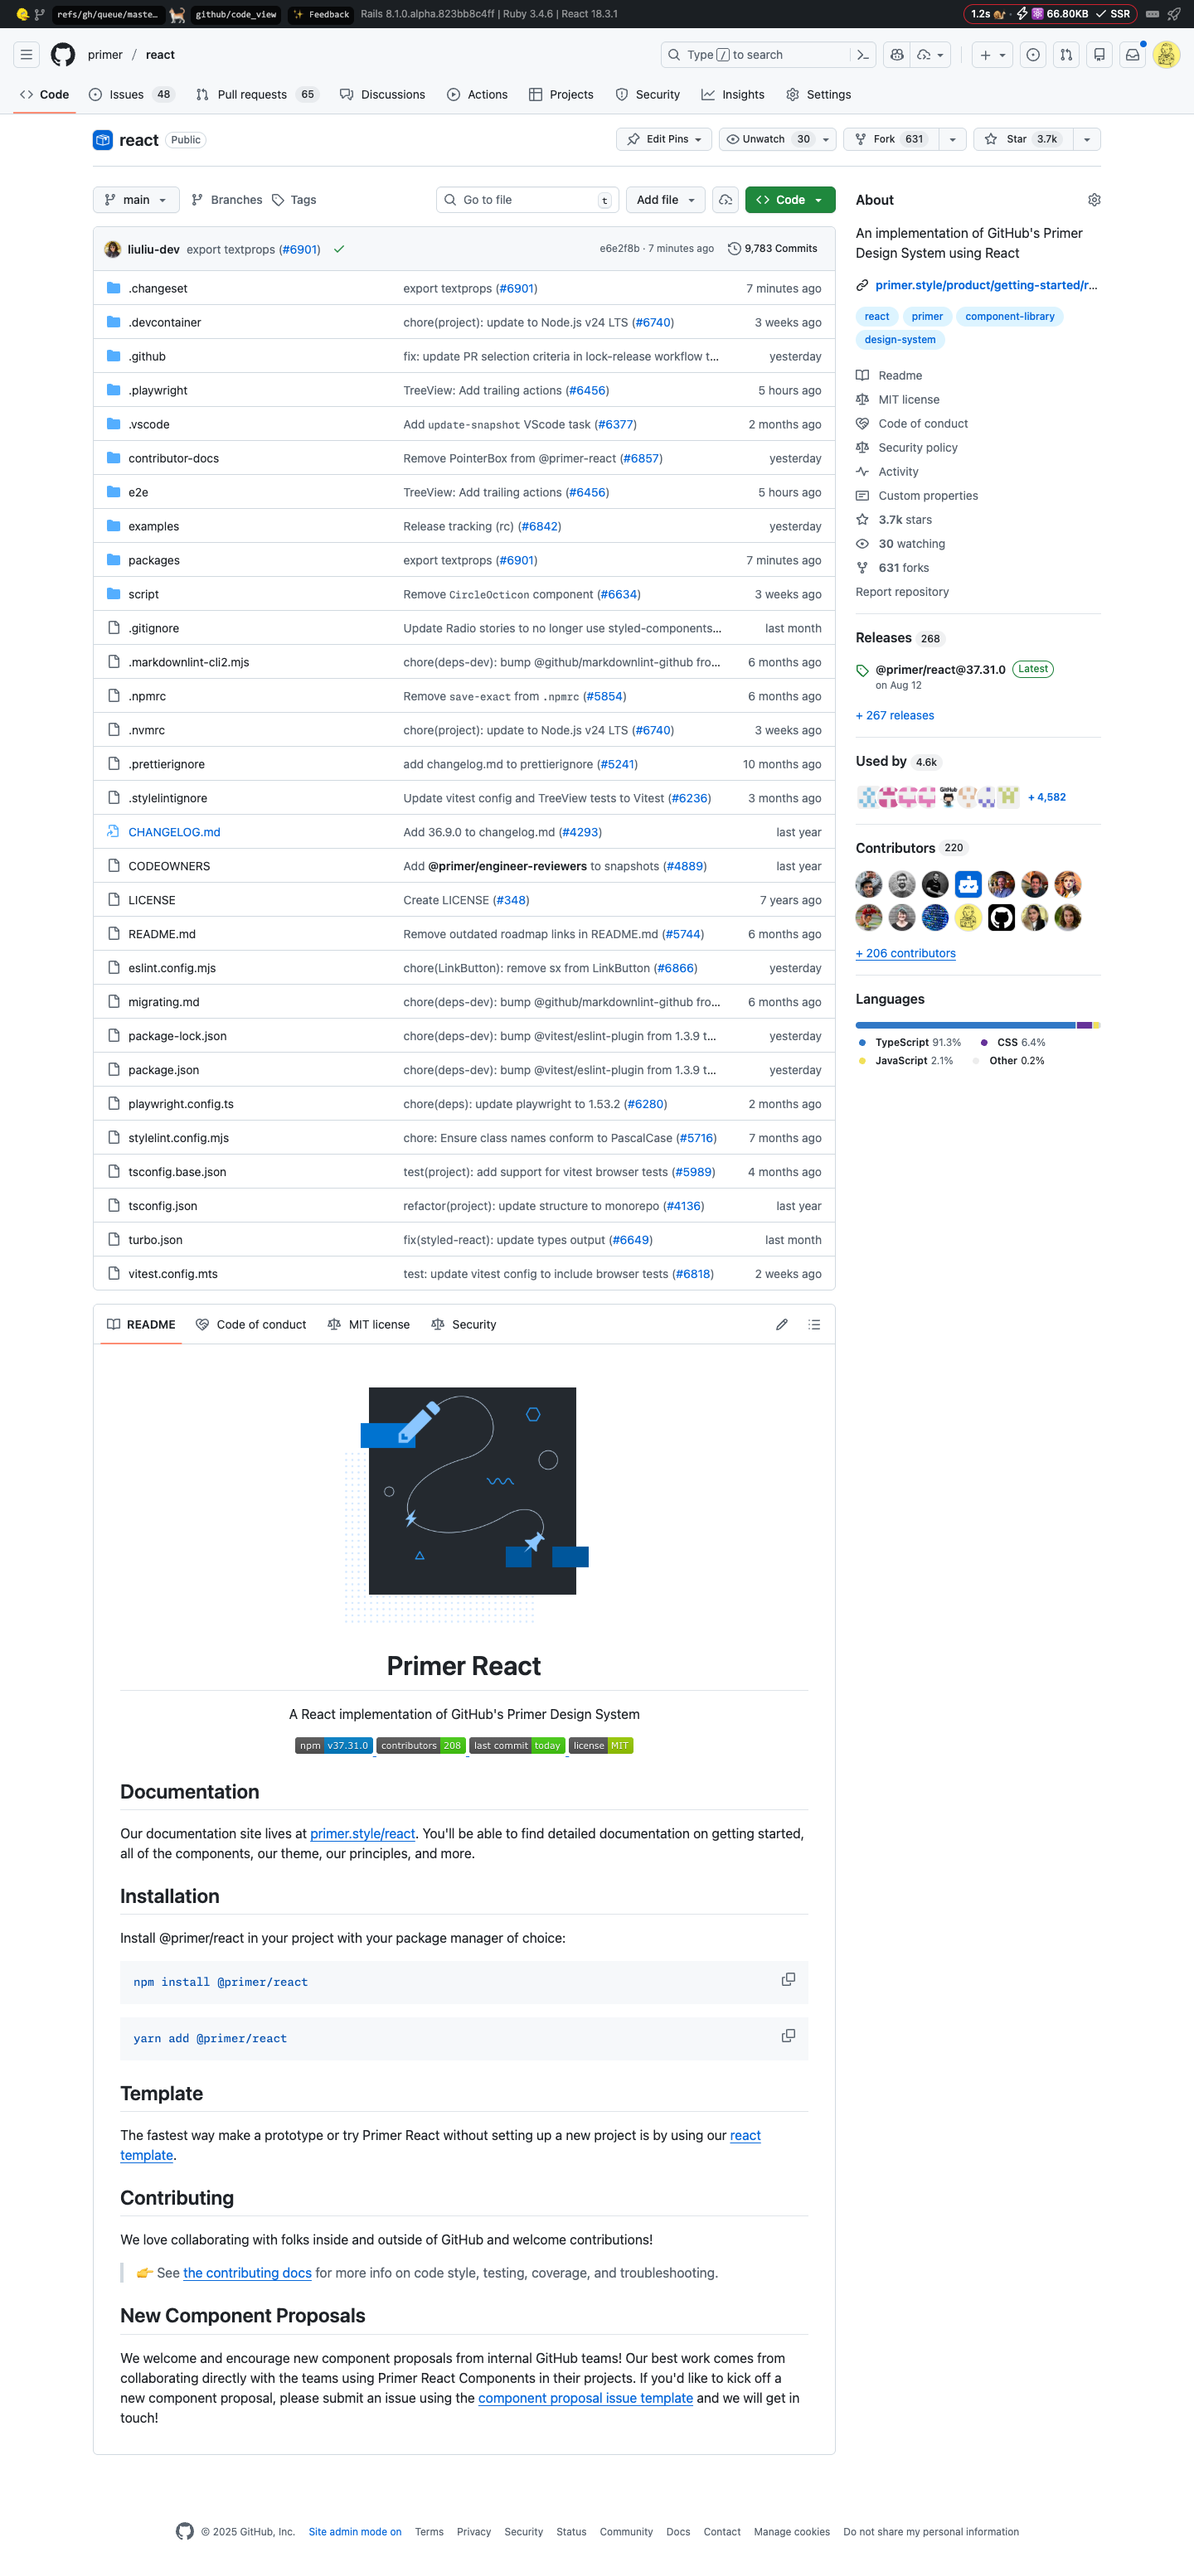 refs/gh/queue/maste… github/code_view ✨ Feedback Rails 8.1.0.alpha.823bb8c4ff | Ruby 3.4.6 | React 18.3.1 1.2s 66.80KB SSR
primer / react Type / to search
Code Issues 48 Pull requests 65 Discussions Actions Projects Security Insights Settings
react Public Edit Pins Unwatch 30 Fork 631 Star 3.7k
main Branches Tags Go to file t Add file Code
liuliu-dev export textprops (#6901) e6e2f8b · 7 minutes ago 9,783 Commits
.changeset export textprops (#6901) 7 minutes ago
.devcontainer chore(project): update to Node.js v24 LTS (#6740) 3 weeks ago
.github fix: update PR selection criteria in lock-release workflow t… yesterday
.playwright TreeView: Add trailing actions (#6456) 5 hours ago
.vscode Add update-snapshot VScode task (#6377) 2 months ago
contributor-docs Remove PointerBox from @primer-react (#6857) yesterday
e2e TreeView: Add trailing actions (#6456) 5 hours ago
examples Release tracking (rc) (#6842) yesterday
packages export textprops (#6901) 7 minutes ago
script Remove CircleOcticon component (#6634) 3 weeks ago
.gitignore Update Radio stories to no longer use styled-components… last month
.markdownlint-cli2.mjs chore(deps-dev): bump @github/markdownlint-github fro… 6 months ago
.npmrc Remove save-exact from .npmrc (#5854) 6 months ago
.nvmrc chore(project): update to Node.js v24 LTS (#6740) 3 weeks ago
.prettierignore add changelog.md to prettierignore (#5241) 10 months ago
.stylelintignore Update vitest config and TreeView tests to Vitest (#6236) 3 months ago
CHANGELOG.md Add 36.9.0 to changelog.md (#4293) last year
CODEOWNERS Add @primer/engineer-reviewers to snapshots (#4889) last year
LICENSE Create LICENSE (#348) 7 years ago
README.md Remove outdated roadmap links in README.md (#5744) 6 months ago
eslint.config.mjs chore(LinkButton): remove sx from LinkButton (#6866) yesterday
migrating.md chore(deps-dev): bump @github/markdownlint-github fro… 6 months ago
package-lock.json chore(deps-dev): bump @vitest/eslint-plugin from 1.3.9 t… yesterday
package.json chore(deps-dev): bump @vitest/eslint-plugin from 1.3.9 t… yesterday
playwright.config.ts chore(deps): update playwright to 1.53.2 (#6280) 2 months ago
stylelint.config.mjs chore: Ensure class names conform to PascalCase (#5716) 7 months ago
tsconfig.base.json test(project): add support for vitest browser tests (#5989) 4 months ago
tsconfig.json refactor(project): update structure to monorepo (#4136) last year
turbo.json fix(styled-react): update types output (#6649) last month
vitest.config.mts test: update vitest config to include browser tests (#6818) 2 weeks ago
README Code of conduct MIT license Security
Primer React
A React implementation of GitHub's Primer Design System
npm v37.31.0 contributors 208 last commit today license MIT
Documentation
Our documentation site lives at primer.style/react. You'll be able to find detailed documentation on getting started,
all of the components, our theme, our principles, and more.
Installation
Install @primer/react in your project with your package manager of choice:
npm install @primer/react
yarn add @primer/react
Template
The fastest way make a prototype or try Primer React without setting up a new project is by using our react
template.
Contributing
We love collaborating with folks inside and outside of GitHub and welcome contributions!
👉 See the contributing docs for more info on code style, testing, coverage, and troubleshooting.
New Component Proposals
We welcome and encourage new component proposals from internal GitHub teams! Our best work comes from
collaborating directly with the teams using Primer React Components in their projects. If you'd like to kick off a
new component proposal, please submit an issue using the component proposal issue template and we will get in
touch!
About
An implementation of GitHub's Primer
Design System using React
primer.style/product/getting-started/r…
react primer component-library
design-system
Readme
MIT license
Code of conduct
Security policy
Activity
Custom properties
3.7k stars
30 watching
631 forks
Report repository
Releases 268
@primer/react@37.31.0 Latest
on Aug 12
+ 267 releases
Used by 4.6k
GitHub
+ 4,582
Contributors 220
+ 206 contributors
Languages
TypeScript 91.3% CSS 6.4%
JavaScript 2.1% Other 0.2%
© 2025 GitHub, Inc. Site admin mode on Terms Privacy Security Status Community Docs Contact Manage cookies Do not share my personal information